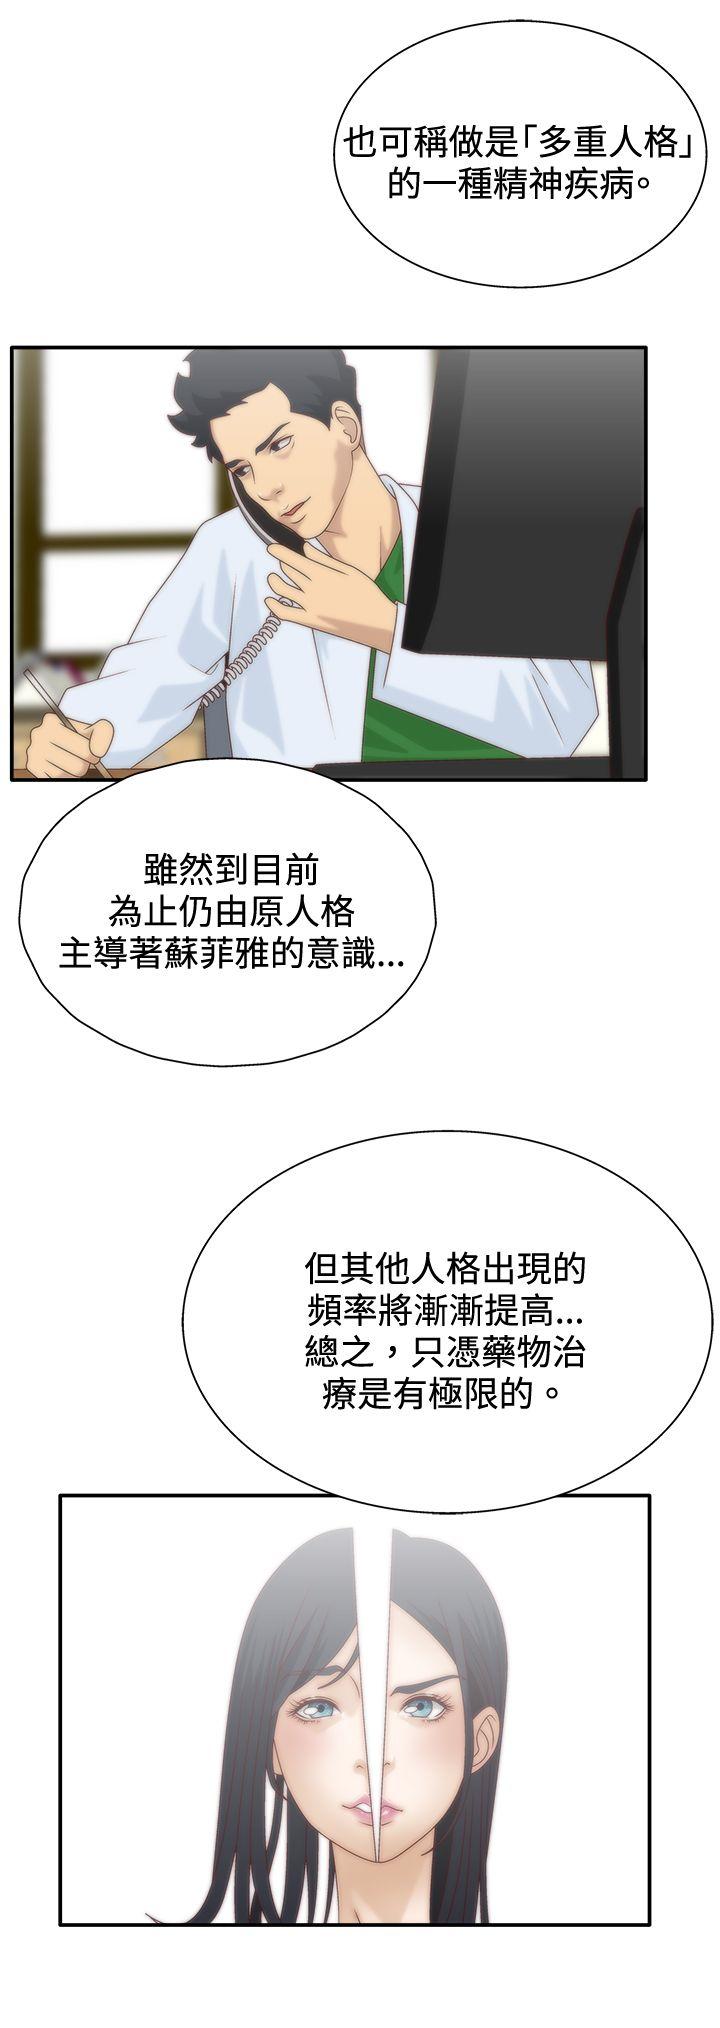 也可稱做是「多重人格」
的一種精神疾病。
雖然到目前
為止仍由原人格
主導著蘇菲雅的意識...
但其他人格出現的
頻率將漸漸提高...
總之，只憑藥物治
療是有極限的。